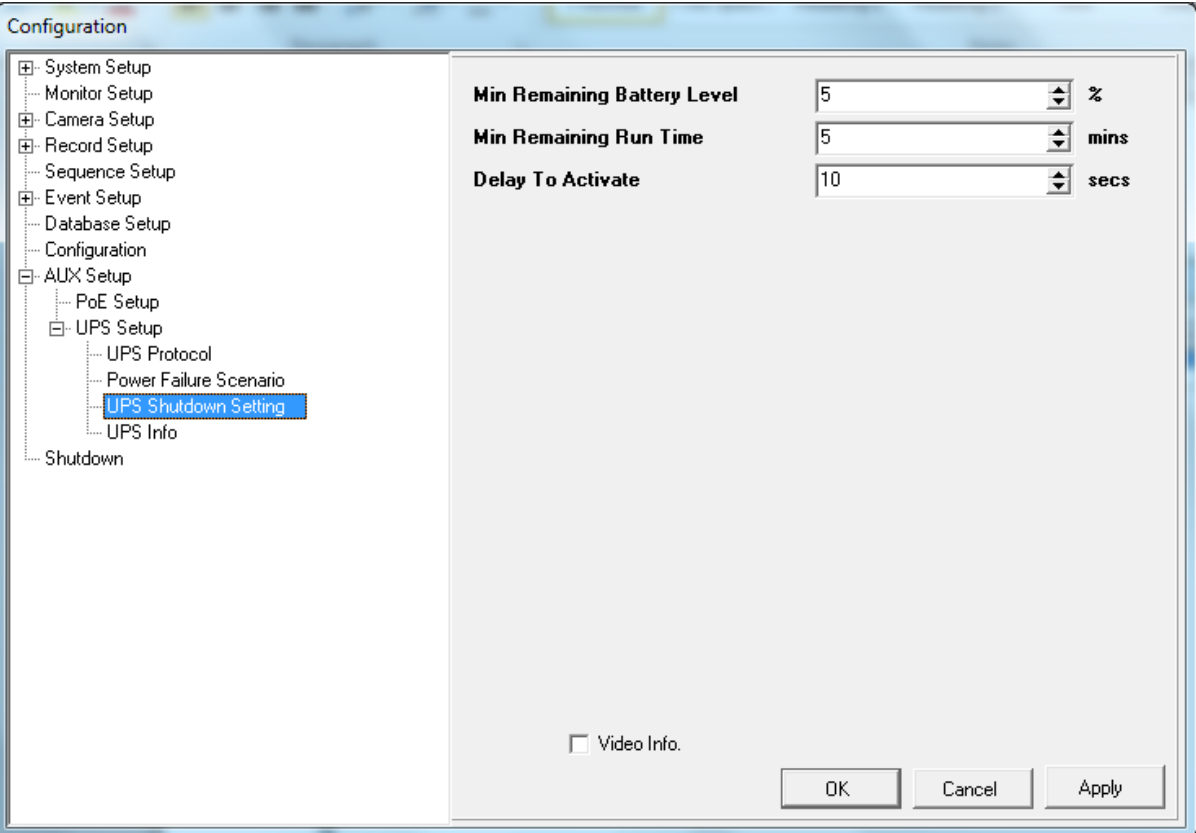 Configuration
System Setup
Monitor Setup
Camera Setup
Record Setup
Sequence Setup
Event Setup
Database Setup
Configuration
AUX Setup
PoE Setup
UPS Setup
UPS Protocol
Power Failure Scenario
UPS Shutdown Setting
UPS Info
Shutdown
Min Remaining Battery Level 5 %
Min Remaining Run Time 5 mins
Delay To Activate 10 secs
Video Info.
OK Cancel Apply